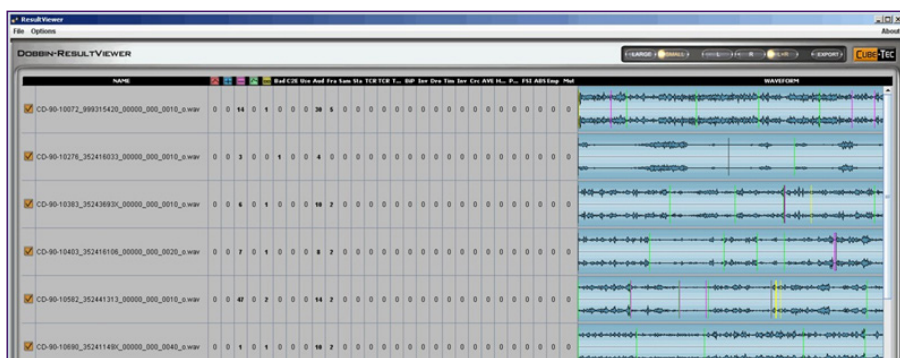 ResultViewer
File Options About
DOBBIN-RESULTVIEWER LARGE SMALL L R L+R EXPORT CUBE-TEC
NAME Bad C2E Use Aud Fra Sam Sta TCR TCR T... BiP Inv Dro Tim Inv Crc AVE H... P... FSI ABS Emp Mul WAVEFORM
CD-90-10072_999315420_00000_000_0010_o.wav 0 0 14 0 1 0 0 0 38 5 0 0 0 0 0 0 0 0 0 0 0 0 0 0 0 0 0 0
CD-90-10276_352416033_00000_000_0010_o.wav 0 0 3 0 0 1 0 0 4 0 0 0 0 0 0 0 0 0 0 0 0 0 0 0 0 0 0 0
CD-90-10383_35243693X_00000_000_0010_o.wav 0 0 6 0 1 0 0 0 10 2 0 0 0 0 0 0 0 0 0 0 0 0 0 0 0 0 0 0
CD-90-10403_352416106_00000_000_0020_o.wav 0 0 7 0 1 0 0 0 8 2 0 0 0 0 0 0 0 0 0 0 0 0 0 0 0 0 0 0
CD-90-10582_352441313_00000_000_0010_o.wav 0 0 47 0 2 0 0 0 14 2 0 0 0 0 0 0 0 0 0 0 0 0 0 0 0 0 0 0
CD-90-10690_35241149X_00000_000_0040_o.wav 0 0 1 0 1 0 0 0 10 2 0 0 0 0 0 0 0 0 0 0 0 0 0 0 0 0 0 0